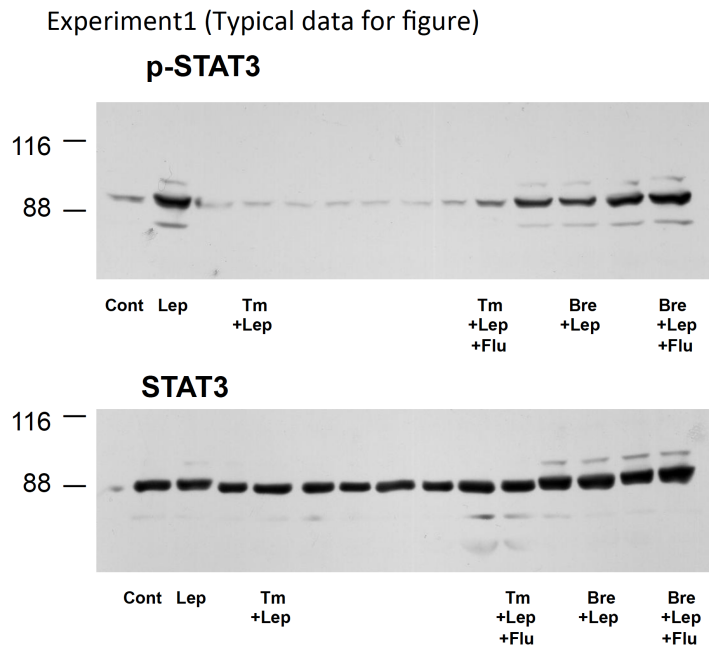 Experiment1 (Typical data for figure)
p-STAT3
116
88
Cont Lep Tm +Lep Tm +Lep +Flu Bre +Lep Bre +Lep +Flu
STAT3
116
88
Cont Lep Tm +Lep Tm +Lep +Flu Bre +Lep Bre +Lep +Flu